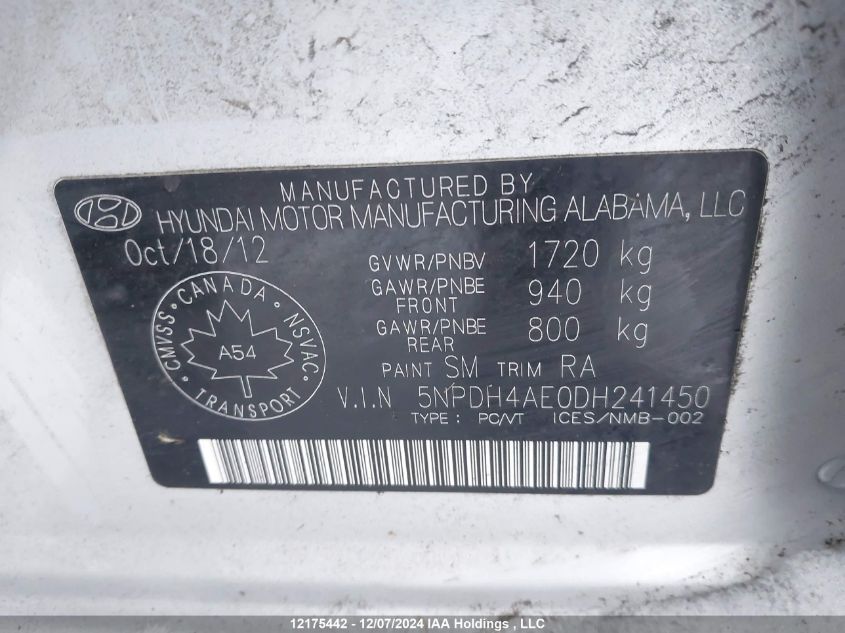 MANUFACTURED BY
HYUNDAI MOTOR MANUFACTURING ALABAMA, LLC
Oct/18/12
GVWR/PNBV 1720 kg
GAWR/PNBE FRONT 940 kg
GAWR/PNBE REAR 800 kg
CMVSS CANADA NSVAC
A54
TRANSPORT
PAINT SM TRIM RA
V.I.N 5NPDH4AE0DH241450
TYPE : PC/VT ICES/NMB-002
12175442 - 12/07/2024 IAA Holdings, LLC